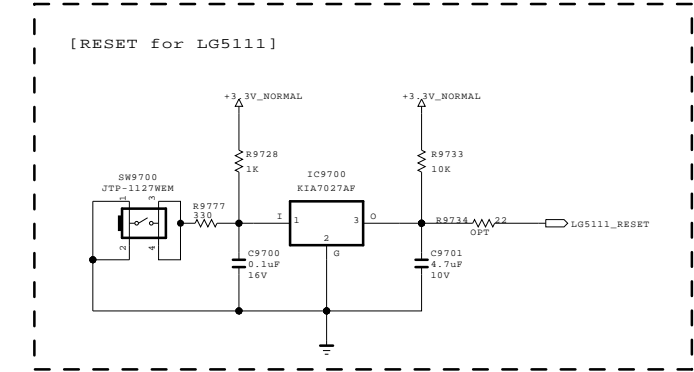 [RESET for LG5111]
+3.3V_NORMAL
+3.3V_NORMAL
R9728
1K
R9733
10K
SW9700
JTP-1127WEM
IC9700
KIA7027AF
R9777
330
1
3
2
4
I
1
3
O
2
G
R9734
22
OPT
LG5111_RESET
C9700
0.1uF
16V
C9701
4.7uF
10V